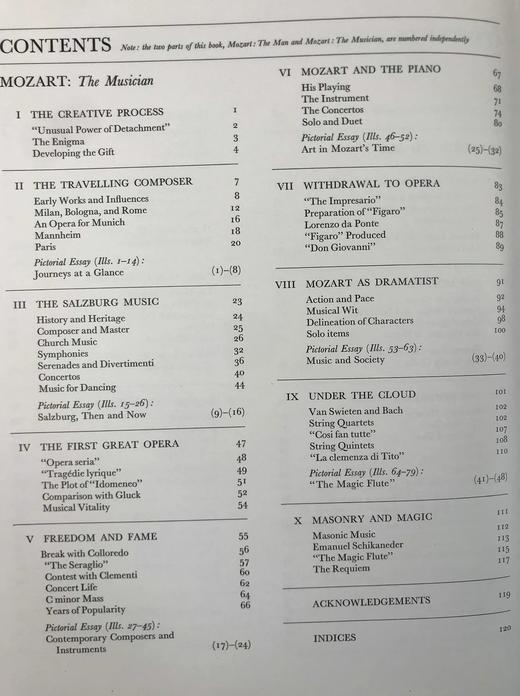 CONTENTS Note: the two parts of this book, Mozart: The Man and Mozart: The Musician, are numbered independently
MOZART: The Musician
I THE CREATIVE PROCESS 1
"Unusual Power of Detachment" 2
The Enigma 3
Developing the Gift 4
II THE TRAVELLING COMPOSER 7
Early Works and Influences 8
Milan, Bologna, and Rome 12
An Opera for Munich 16
Mannheim 18
Paris 20
Pictorial Essay (Ills. 1–14):
Journeys at a Glance (1)–(8)
III THE SALZBURG MUSIC 23
History and Heritage 24
Composer and Master 25
Church Music 26
Symphonies 32
Serenades and Divertimenti 36
Concertos 40
Music for Dancing 44
Pictorial Essay (Ills. 15–26):
Salzburg, Then and Now (9)–(16)
IV THE FIRST GREAT OPERA 47
"Opera seria" 48
"Tragédie lyrique" 49
The Plot of "Idomeneo" 51
Comparison with Gluck 52
Musical Vitality 54
V FREEDOM AND FAME 55
Break with Colloredo 56
"The Seraglio" 57
Contest with Clementi 60
Concert Life 62
C minor Mass 64
Years of Popularity 66
Pictorial Essay (Ills. 27–45):
Contemporary Composers and
Instruments (17)–(24)
VI MOZART AND THE PIANO 67
His Playing 68
The Instrument 71
The Concertos 74
Solo and Duet 80
Pictorial Essay (Ills. 46–52):
Art in Mozart's Time (25)–(32)
VII WITHDRAWAL TO OPERA 83
"The Impresario" 84
Preparation of "Figaro" 85
Lorenzo da Ponte 87
"Figaro" Produced 88
"Don Giovanni" 89
VIII MOZART AS DRAMATIST 91
Action and Pace 92
Musical Wit 94
Delineation of Characters 98
Solo items 100
Pictorial Essay (Ills. 53–63):
Music and Society (33)–(40)
IX UNDER THE CLOUD 101
Van Swieten and Bach 102
String Quartets 102
"Cosi fan tutte" 107
String Quintets 108
"La clemenza di Tito" 110
Pictorial Essay (Ills. 64–79):
"The Magic Flute" (41)–(48)
X MASONRY AND MAGIC 111
Masonic Music 112
Emanuel Schikaneder 113
"The Magic Flute" 115
The Requiem 117
ACKNOWLEDGEMENTS 119
INDICES 120